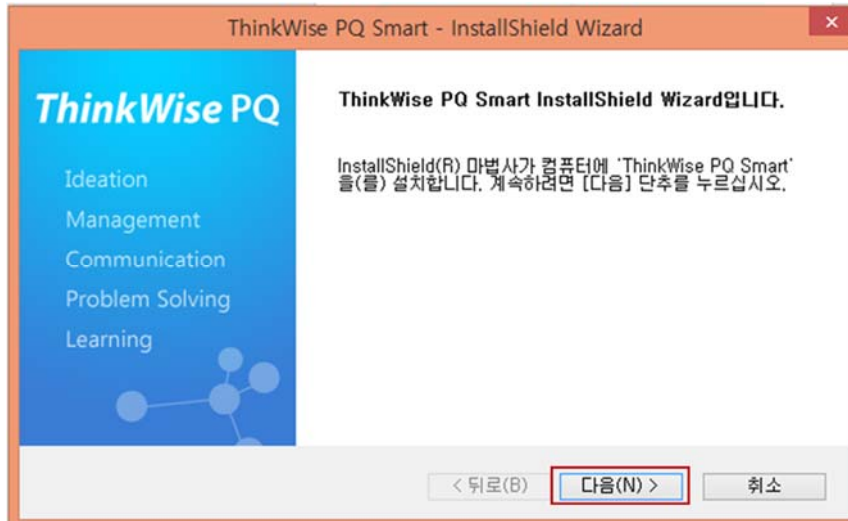 ThinkWise PQ Smart - InstallShield Wizard
ThinkWise PQ
Ideation
Management
Communication
Problem Solving
Learning
ThinkWise PQ Smart InstallShield Wizard입니다.
InstallShield(R) 마법사가 컴퓨터에 'ThinkWise PQ Smart'
을(를) 설치합니다. 계속하려면 [다음] 단추를 누르십시오.
< 뒤로(B)
다음(N) >
취소